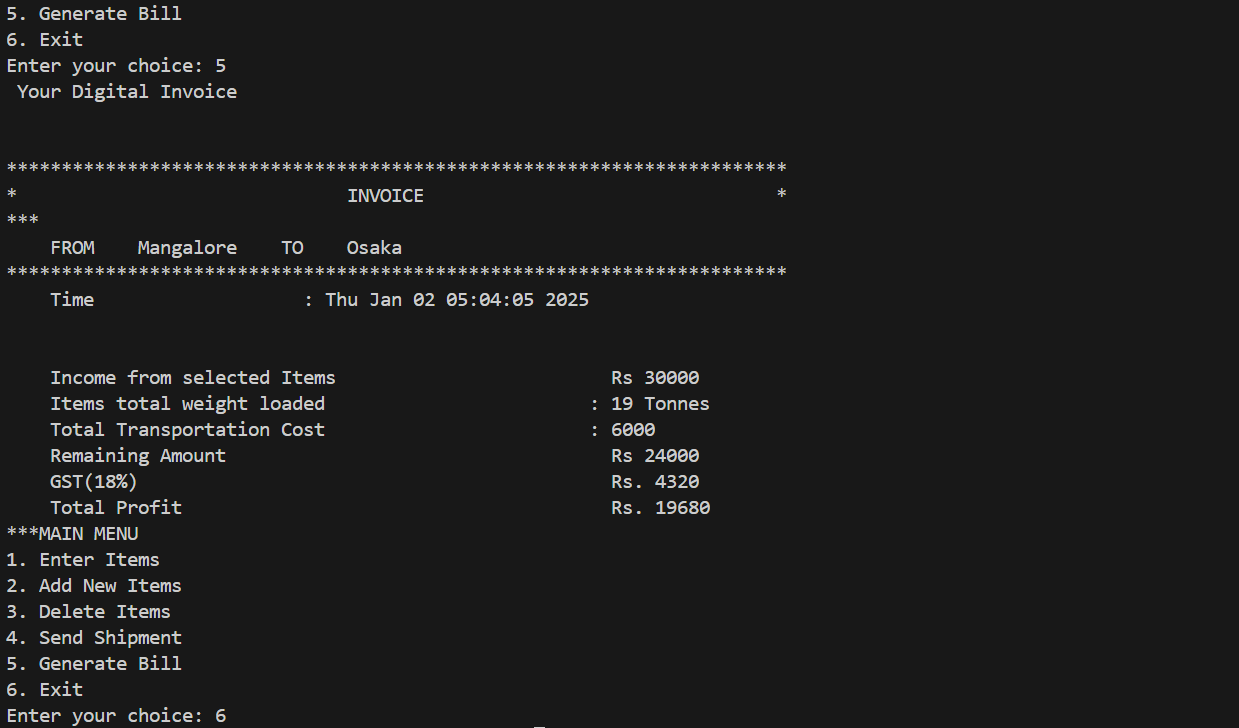 5. Generate Bill
6. Exit
Enter your choice: 5
 Your Digital Invoice
***********************************************************************
*                              INVOICE                                *
***
    FROM    Mangalore    TO    Osaka
***********************************************************************
    Time                   : Thu Jan 02 05:04:05 2025
    Income from selected Items                         Rs 30000
    Items total weight loaded                        : 19 Tonnes
    Total Transportation Cost                        : 6000
    Remaining Amount                                   Rs 24000
    GST(18%)                                           Rs. 4320
    Total Profit                                       Rs. 19680
***MAIN MENU
1. Enter Items
2. Add New Items
3. Delete Items
4. Send Shipment
5. Generate Bill
6. Exit
Enter your choice: 6